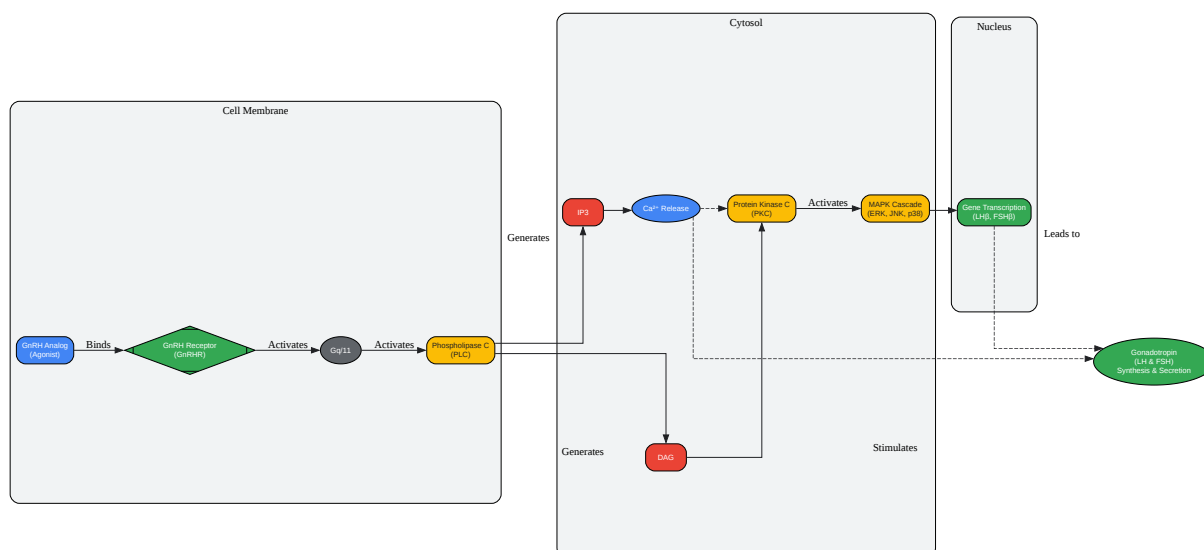 Cell Membrane
GnRH Analog
(Agonist)
Binds
GnRH Receptor
(GnRHR)
Activates
Gq/11
Activates
Phospholipase C
(PLC)
Generates
Generates
Cytosol
IP3
Ca²⁺ Release
Protein Kinase C
(PKC)
Activates
MAPK Cascade
(ERK, JNK, p38)
DAG
Stimulates
Nucleus
Gene Transcription
(LHβ, FSHβ)
Leads to
Gonadotropin
(LH & FSH)
Synthesis & Secretion